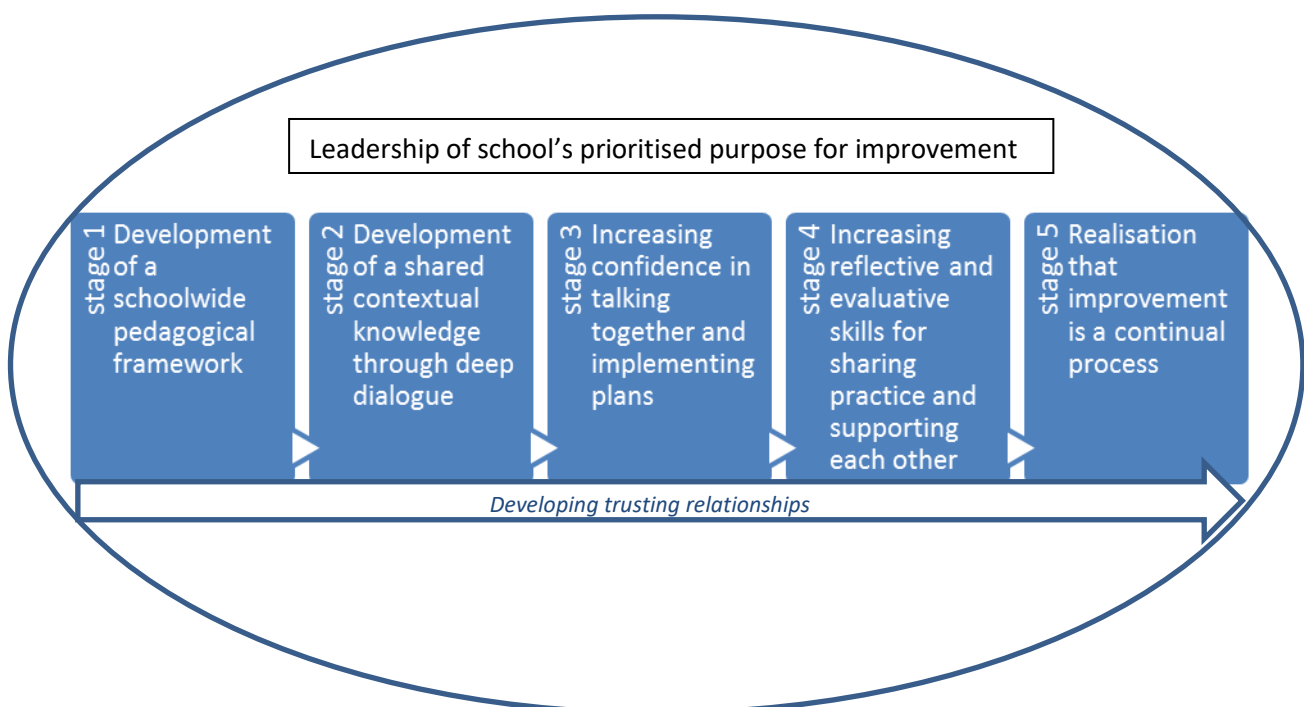 Leadership of school’s prioritised purpose for improvement
stage 1
Development
of a
schoolwide
pedagogical
framework
stage 2
Development
of a shared
contextual
knowledge
through deep
dialogue
stage 3
Increasing
confidence in
talking
together and
implementing
plans
stage 4
Increasing
reflective and
evaluative
skills for
sharing
practice and
supporting
each other
stage 5
Realisation
that
improvement
is a continual
process
Developing trusting relationships